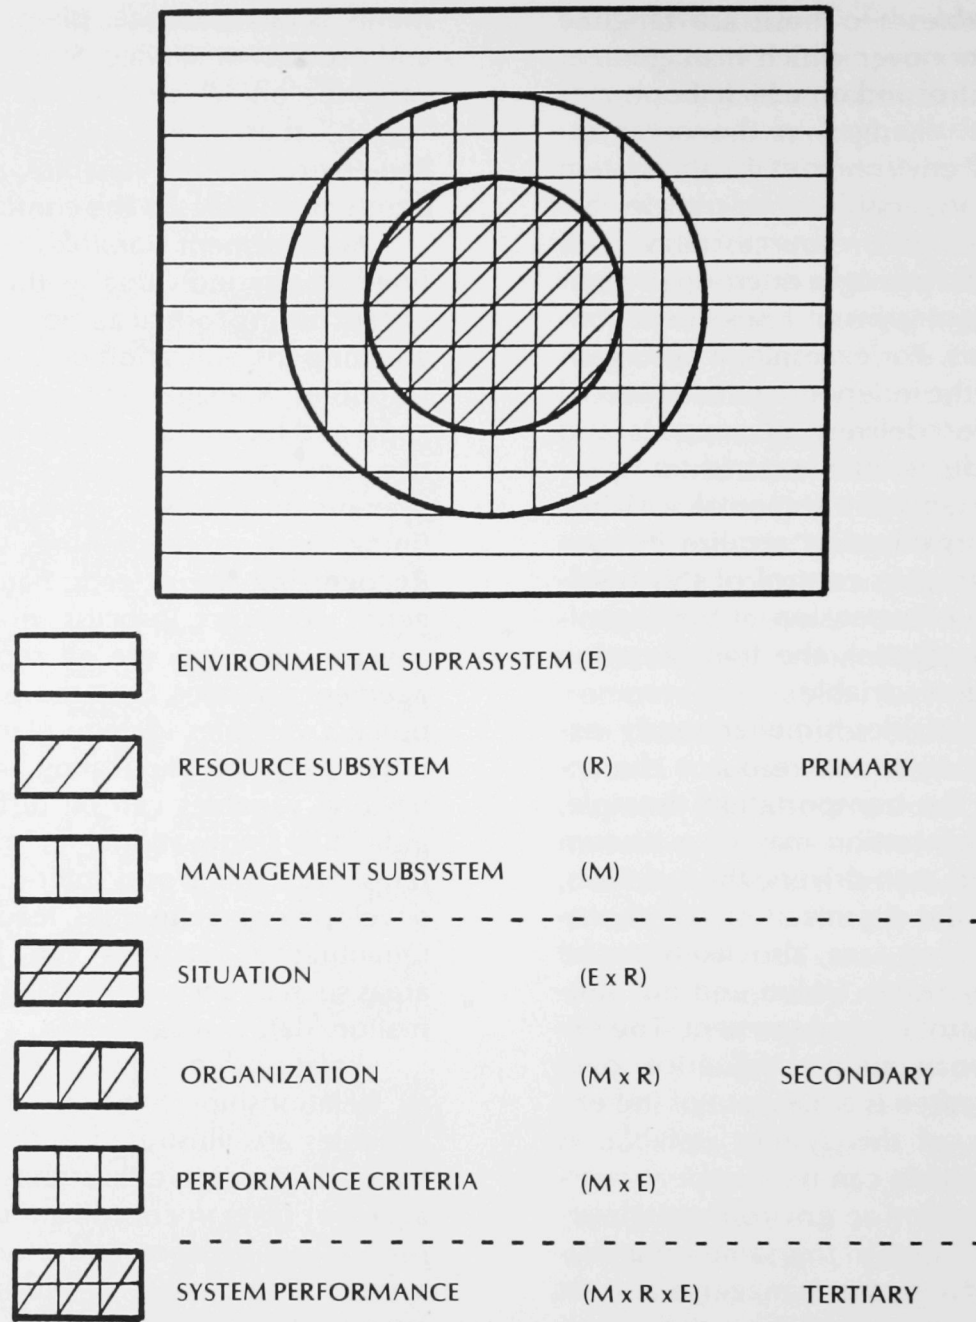 ENVIRONMENTAL SUPRASYSTEM (E)
RESOURCE SUBSYSTEM (R) PRIMARY
MANAGEMENT SUBSYSTEM (M)
SITUATION (E x R)
ORGANIZATION (M x R) SECONDARY
PERFORMANCE CRITERIA (M x E)
SYSTEM PERFORMANCE (M x R x E) TERTIARY